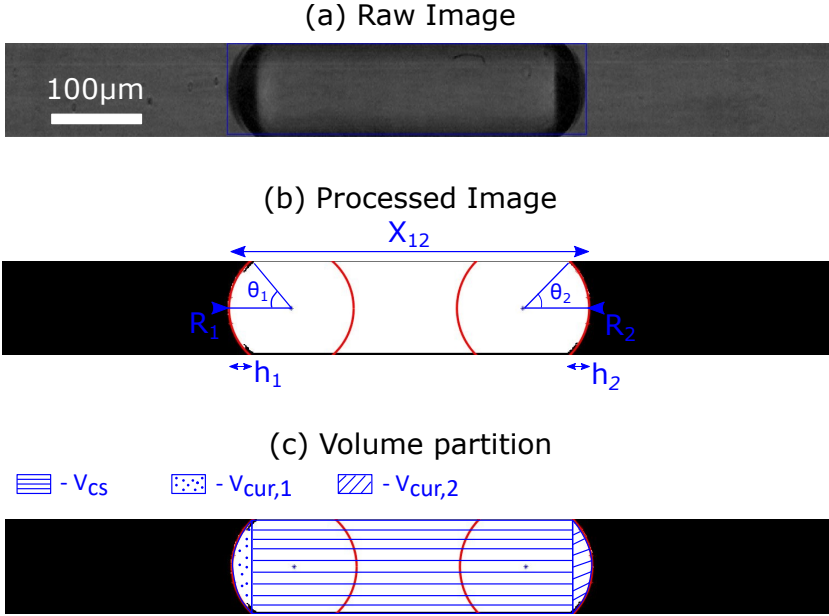 (a) Raw Image
100μm
(b) Processed Image
X12
θ1 θ2
R1 R2
h1 h2
(c) Volume partition
- Vcs - Vcur,1 - Vcur,2